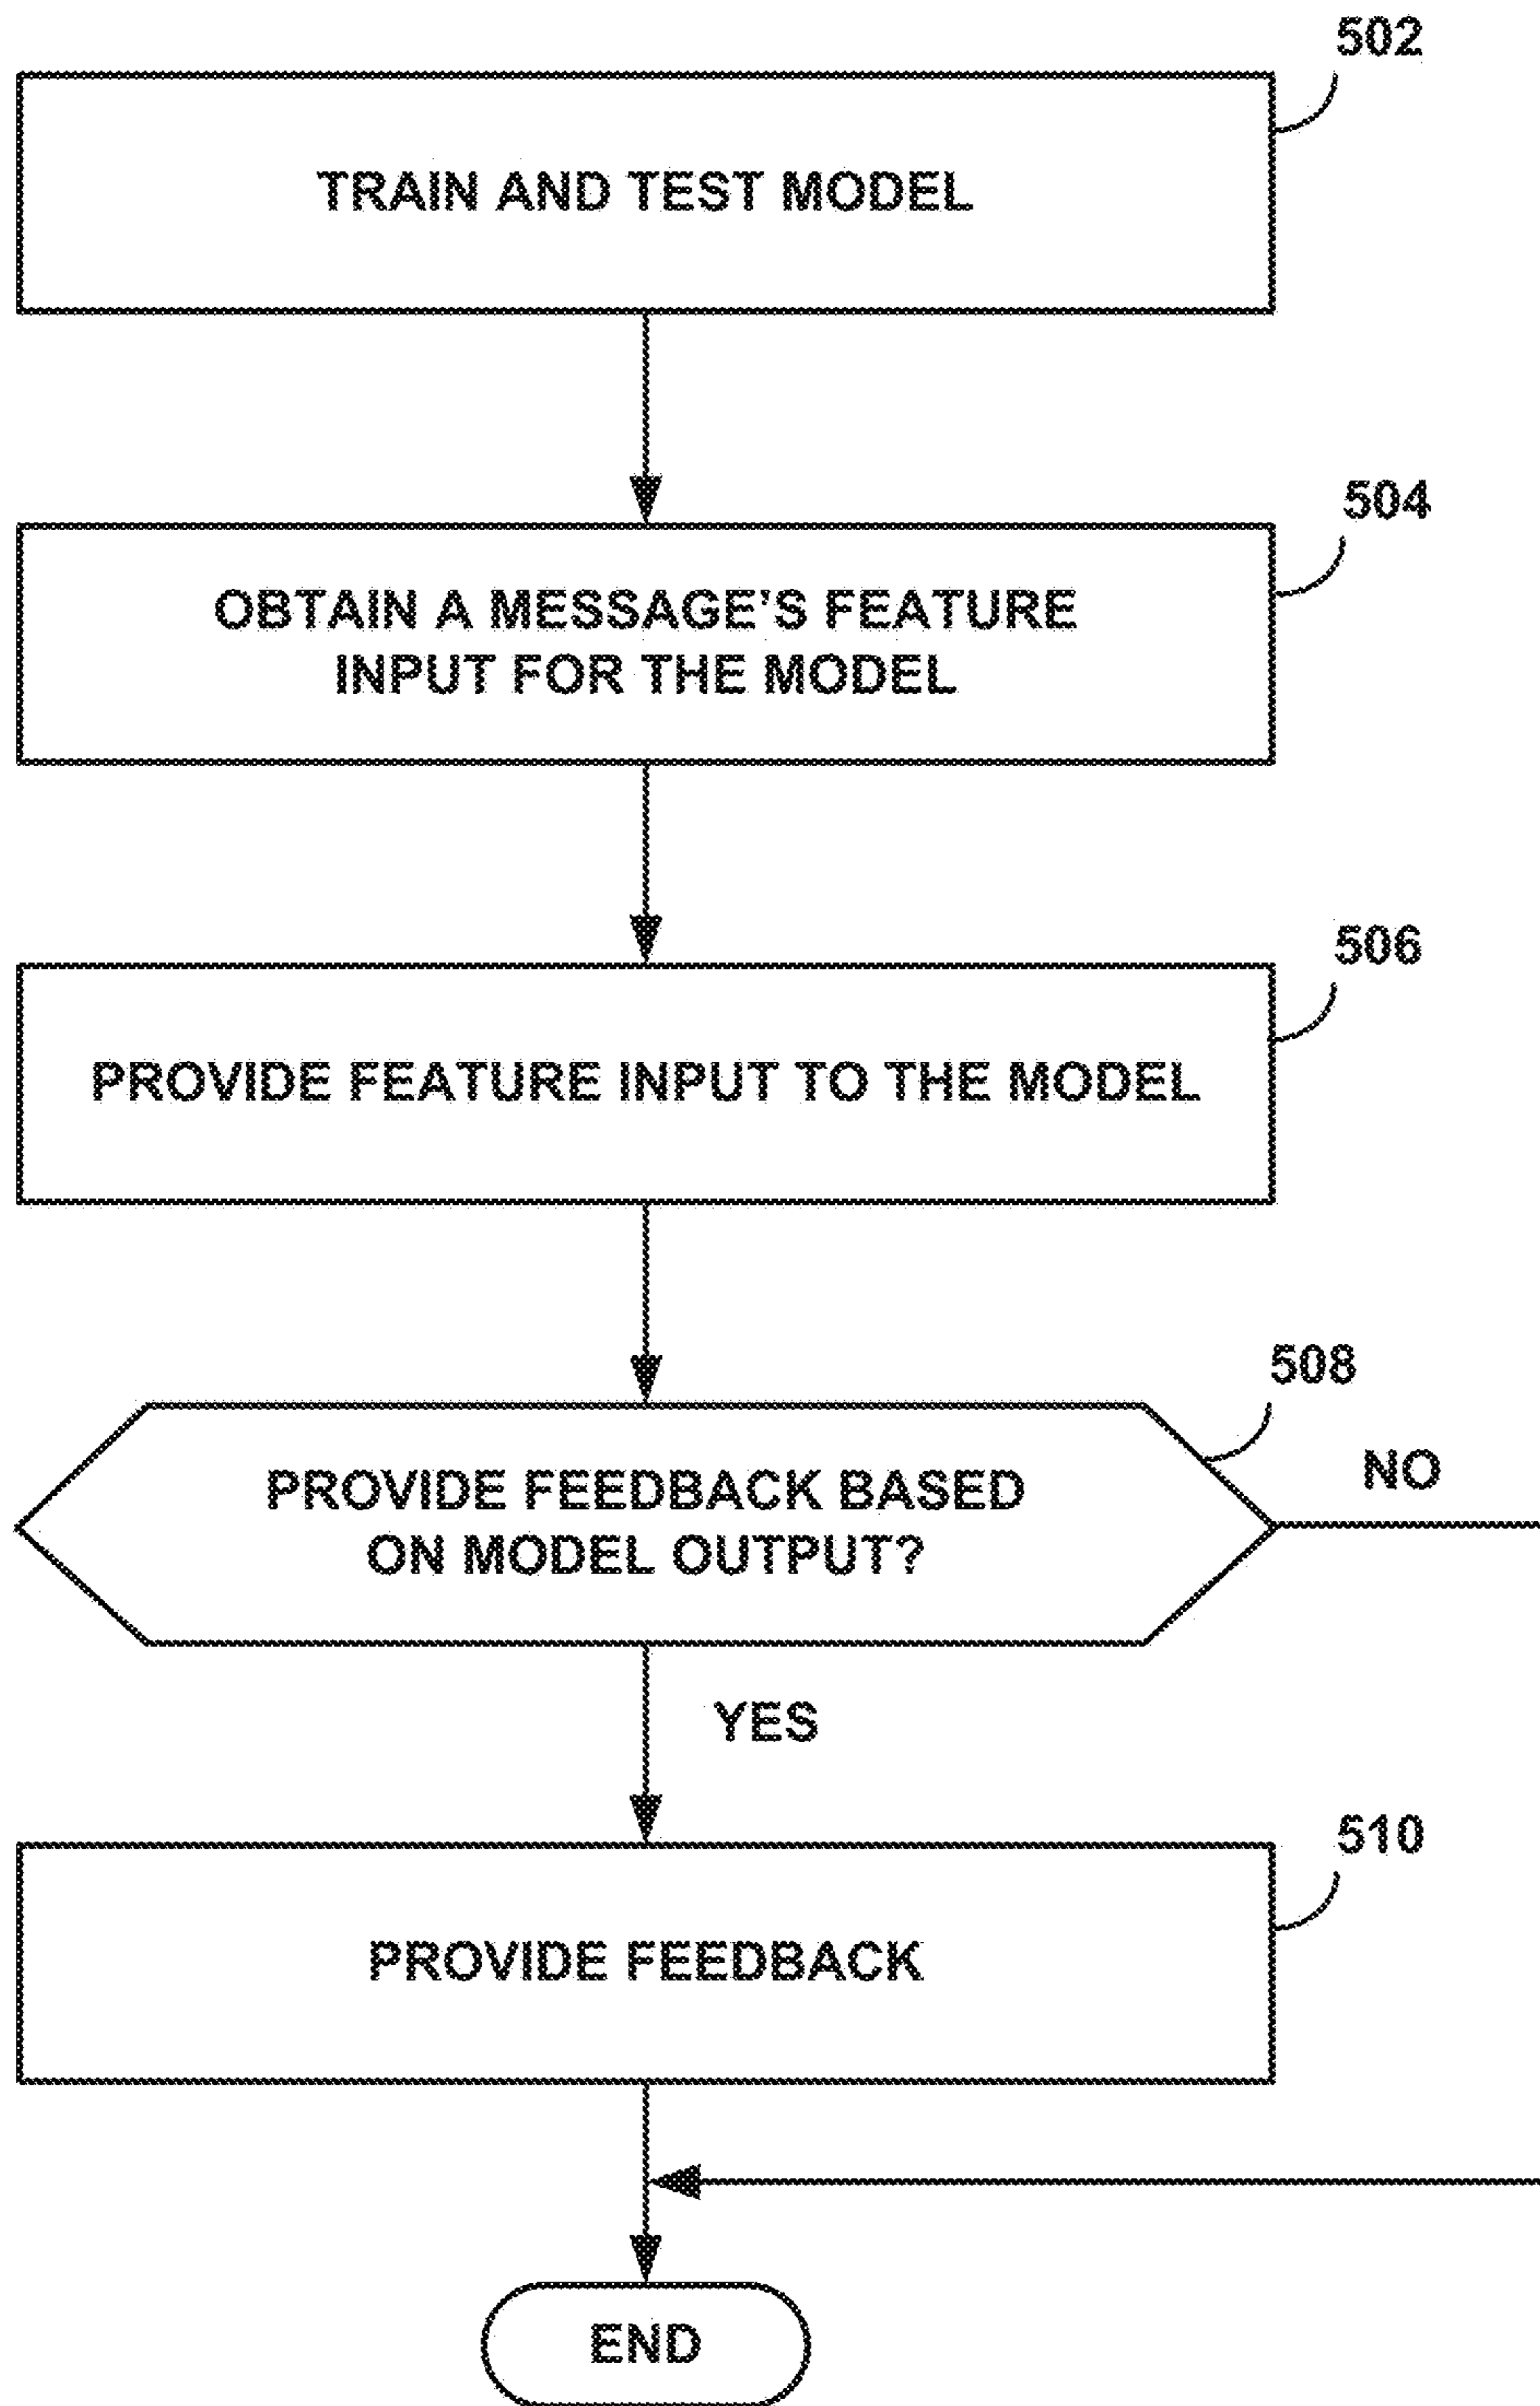 502
TRAIN AND TEST MODEL
504
OBTAIN A MESSAGE’S FEATURE
INPUT FOR THE MODEL
506
PROVIDE FEATURE INPUT TO THE MODEL
508
PROVIDE FEEDBACK BASED
ON MODEL OUTPUT?
NO
YES
510
PROVIDE FEEDBACK
END